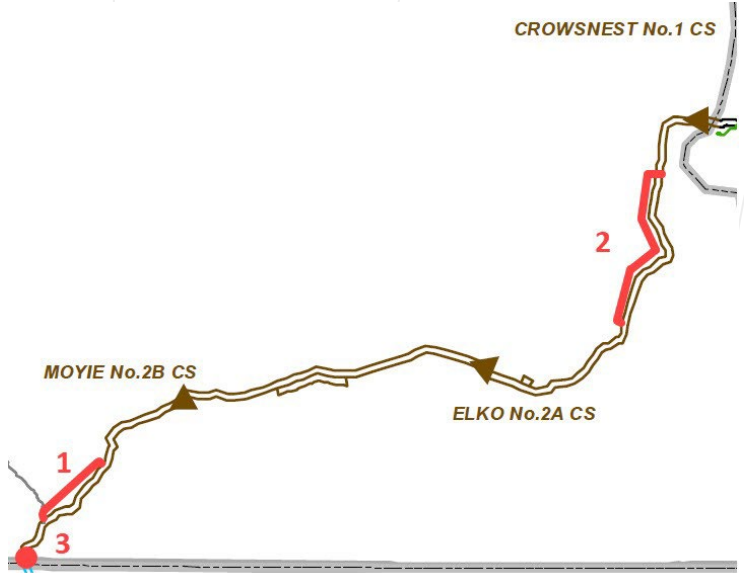 CROWSNEST No.1 CS
2
MOYIE No.2B CS
ELKO No.2A CS
1
3